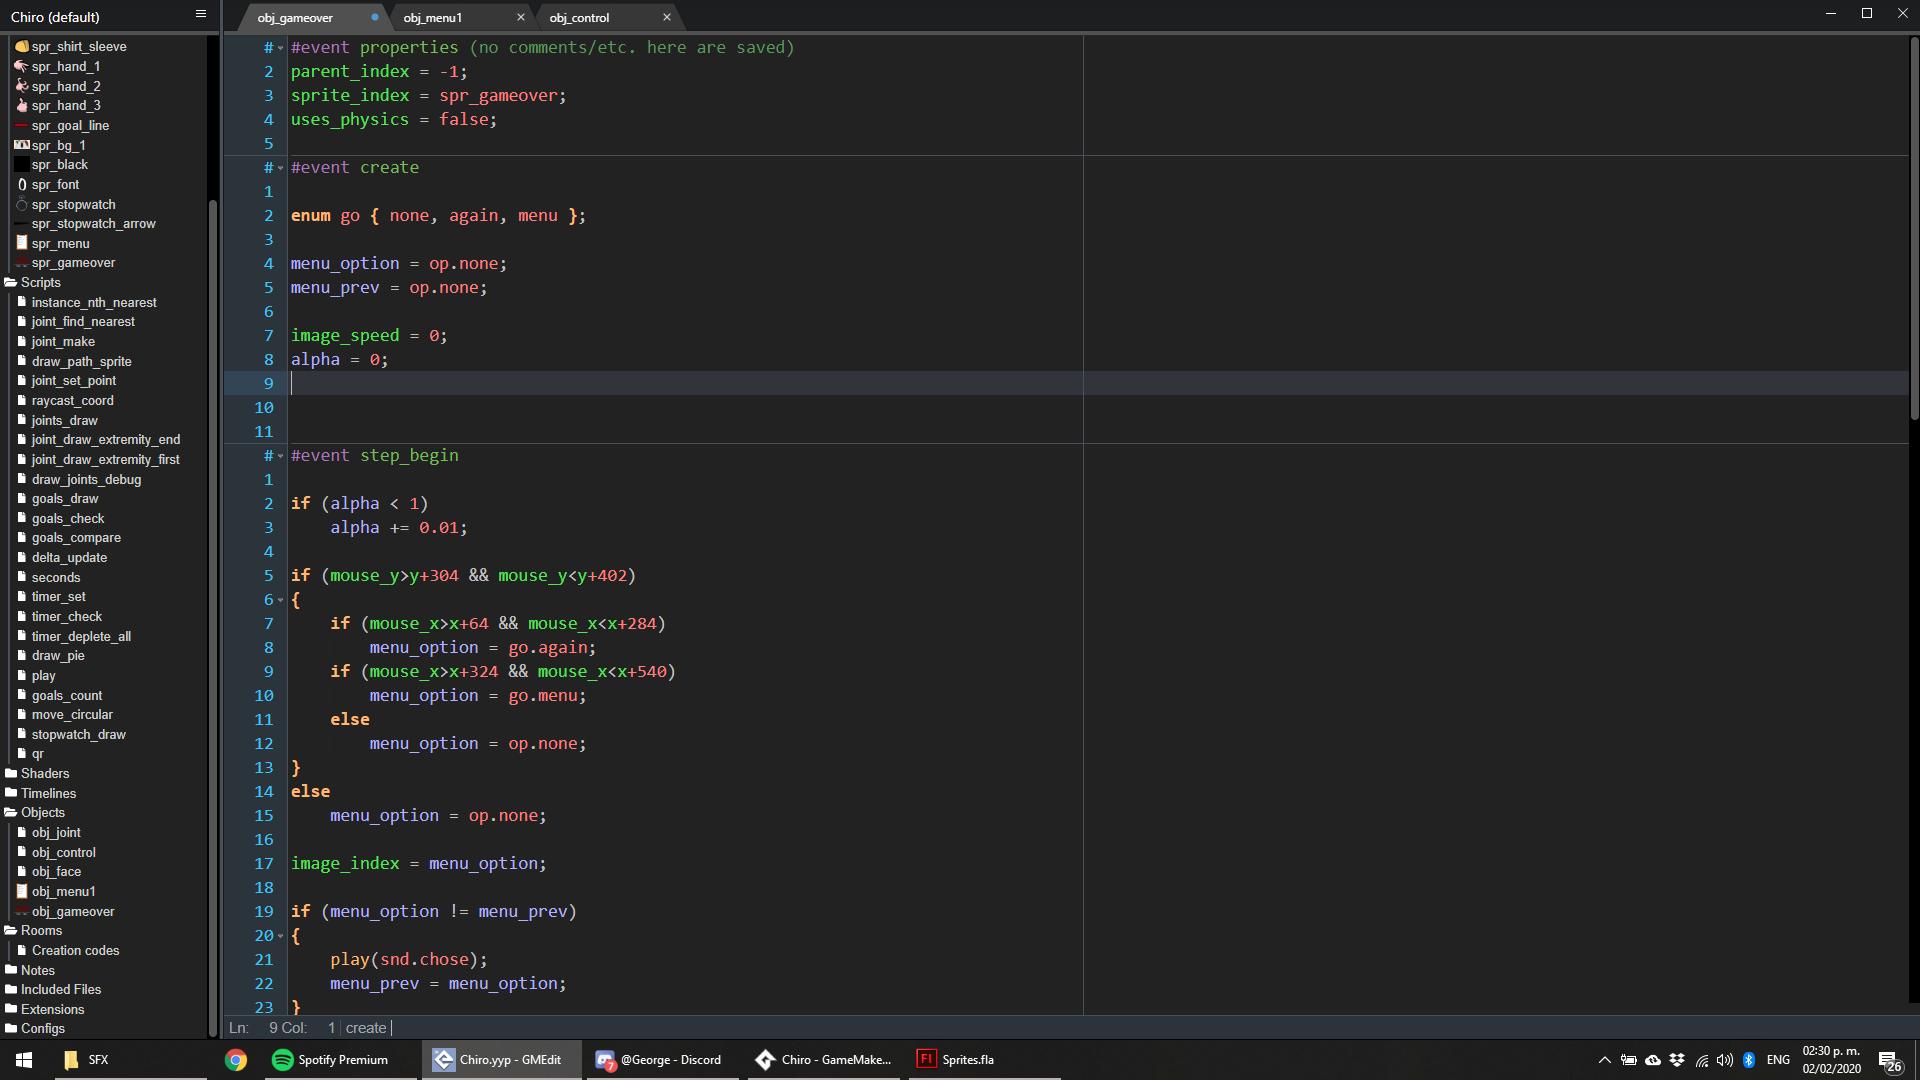 Chiro (default)
obj_gameover
obj_menu1
obj_control
spr_shirt_sleeve
spr_hand_1
spr_hand_2
spr_hand_3
spr_goal_line
spr_bg_1
spr_black
spr_font
spr_stopwatch
spr_stopwatch_arrow
spr_menu
spr_gameover
Scripts
instance_nth_nearest
joint_find_nearest
joint_make
draw_path_sprite
joint_set_point
raycast_coord
joints_draw
joint_draw_extremity_end
joint_draw_extremity_first
draw_joints_debug
goals_draw
goals_check
goals_compare
delta_update
seconds
timer_set
timer_check
timer_deplete_all
draw_pie
play
goals_count
move_circular
stopwatch_draw
qr
Shaders
Timelines
Objects
obj_joint
obj_control
obj_face
obj_menu1
obj_gameover
Rooms
Creation codes
Notes
Included Files
Extensions
Configs
# #event properties (no comments/etc. here are saved)
2 parent_index = -1;
3 sprite_index = spr_gameover;
4 uses_physics = false;
5
# #event create
1
2 enum go { none, again, menu };
3
4 menu_option = op.none;
5 menu_prev = op.none;
6
7 image_speed = 0;
8 alpha = 0;
9
10
11
# #event step_begin
1
2 if (alpha < 1)
3 alpha += 0.01;
4
5 if (mouse_y>y+304 && mouse_y<y+402)
6 {
7 if (mouse_x>x+64 && mouse_x<x+284)
8 menu_option = go.again;
9 if (mouse_x>x+324 && mouse_x<x+540)
10 menu_option = go.menu;
11 else
12 menu_option = op.none;
13 }
14 else
15 menu_option = op.none;
16
17 image_index = menu_option;
18
19 if (menu_option != menu_prev)
20 {
21 play(snd.chose);
22 menu_prev = menu_option;
23 }
Ln: 9 Col: 1 create
SFX
Spotify Premium
Chiro.yyp - GMEdit
7
@George - Discord
Chiro - GameMake...
Fl
Sprites.fla
ENG
02:30 p. m.
02/02/2020
26